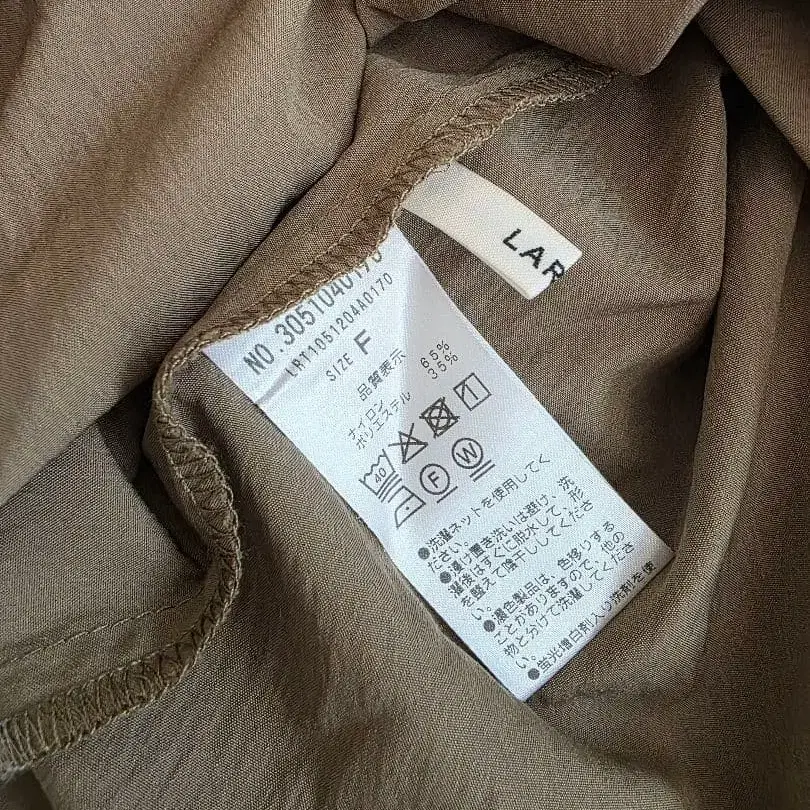 LAR
NO.3051040170
LRT1051204A0170
SIZE F
品質表示
ナイロン 65%
ポリエステル 35%
40
F W
●洗濯ネットを使用してく
ださい。
●漬け置き洗いは避け、洗
濯後はすぐに脱水して、形
を整えて陰干ししてくださ
い。
●濃色製品は、色移りする
ことがありますので、他の
物と分けて洗濯してくださ
い。
●蛍光増白剤入り洗剤を使